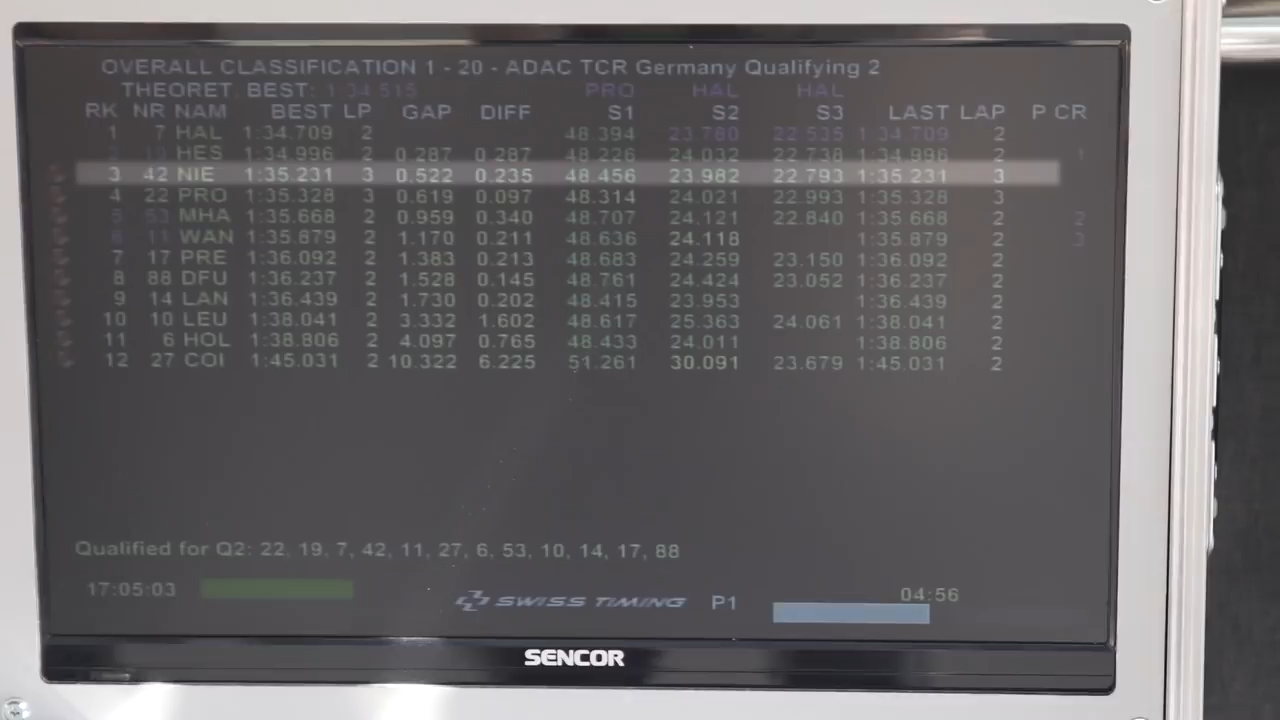 OVERALL CLASSIFICATION 1 - 20 - ADAC TCR Germany Qualifying 2
THEORET. BEST: 1:34.515 PRO HAL HAL
RK NR NAM BEST LP GAP DIFF S1 S2 S3 LAST LAP P CR
1 7 HAL 1:34.709 2 48.394 23.780 22.535 1:34.709 2
2 19 HES 1:34.996 2 0.287 0.287 48.226 24.032 22.738 1:34.996 2 1
3 42 NIE 1:35.231 3 0.522 0.235 48.456 23.982 22.793 1:35.231 3
4 22 PRO 1:35.328 3 0.619 0.097 48.314 24.021 22.993 1:35.328 3
5 53 MHA 1:35.668 2 0.959 0.340 48.707 24.121 22.840 1:35.668 2 2
6 11 WAN 1:35.879 2 1.170 0.211 48.636 24.118 1:35.879 2 3
7 17 PRE 1:36.092 2 1.383 0.213 48.683 24.259 23.150 1:36.092 2
8 88 DFU 1:36.237 2 1.528 0.145 48.761 24.424 23.052 1:36.237 2
9 14 LAN 1:36.439 2 1.730 0.202 48.415 23.953 1:36.439 2
10 10 LEU 1:38.041 2 3.332 1.602 48.617 25.363 24.061 1:38.041 2
11 6 HOL 1:38.806 2 4.097 0.765 48.433 24.011 1:38.806 2
12 27 COI 1:45.031 2 10.322 6.225 51.261 30.091 23.679 1:45.031 2
Qualified for Q2: 22, 19, 7, 42, 11, 27, 6, 53, 10, 14, 17, 88
17:05:03 SWISS TIMING P1 04:56
SENCOR